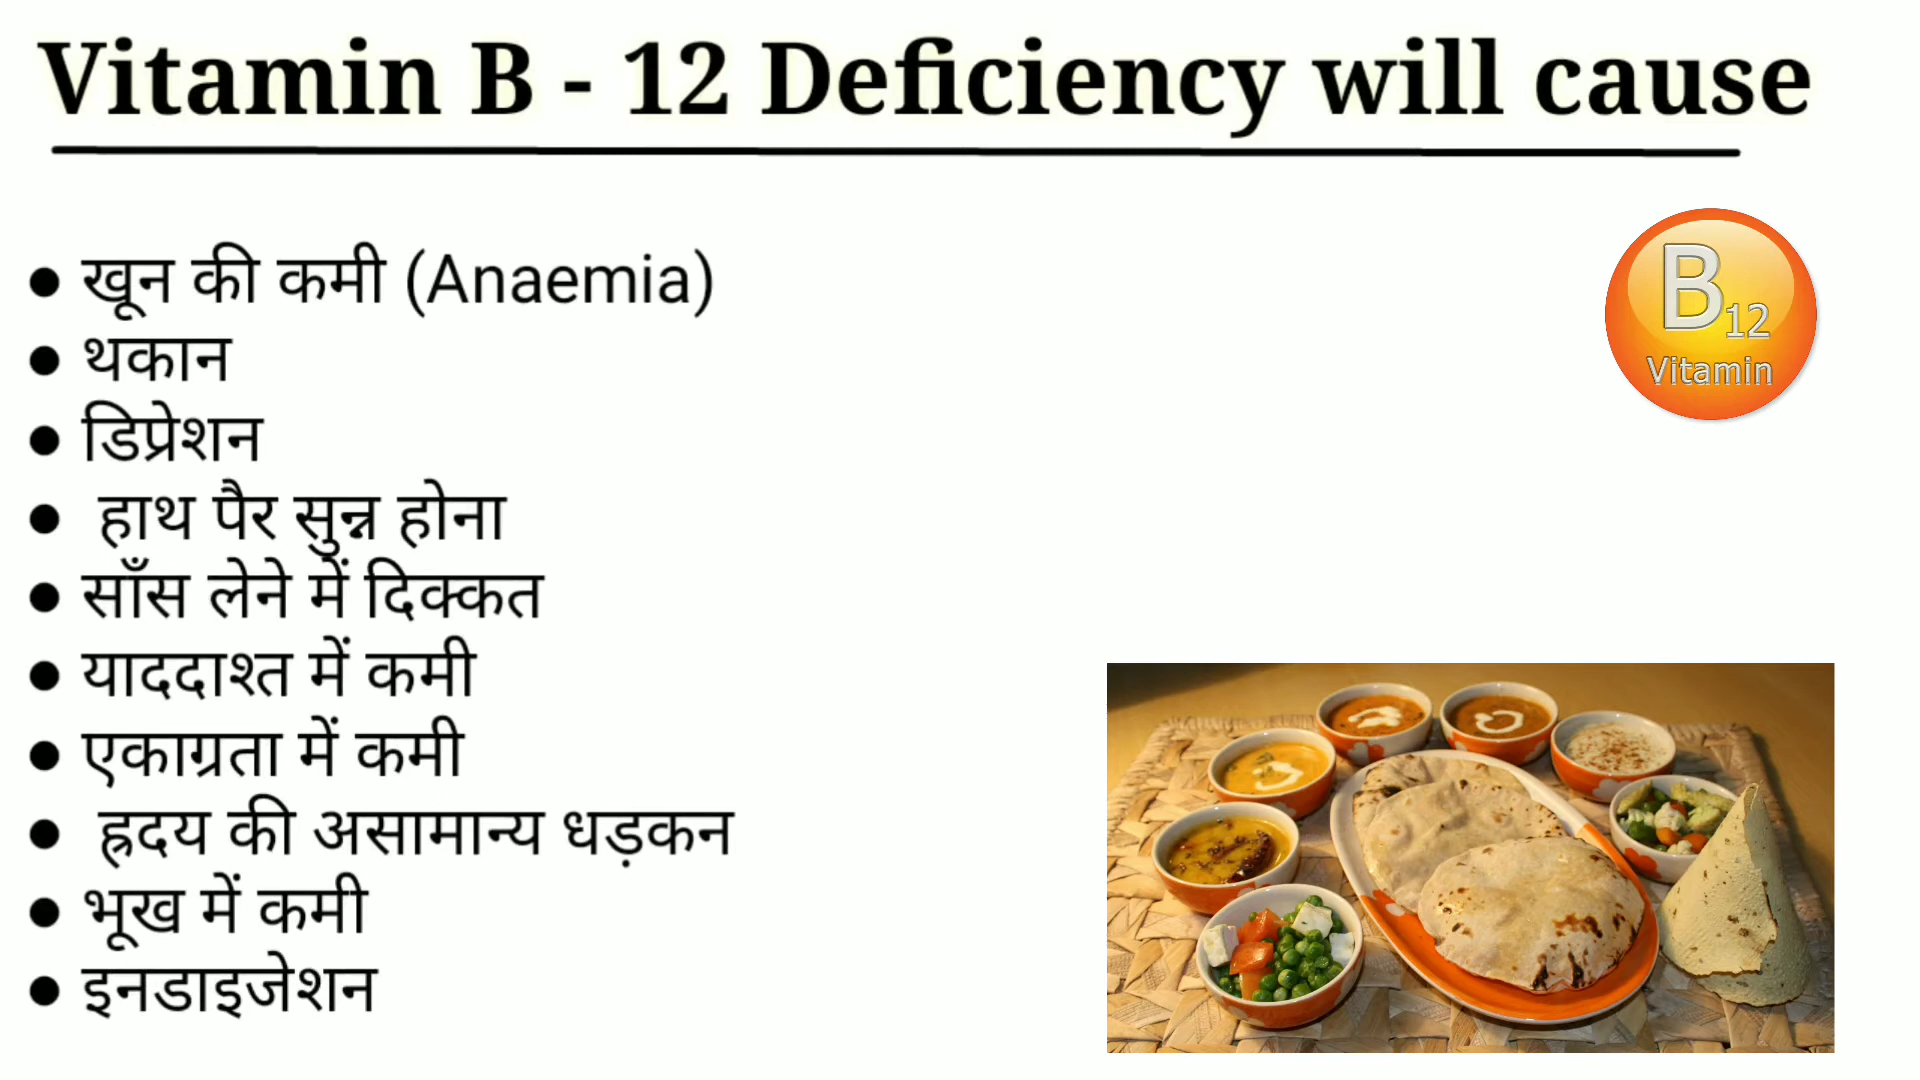 Vitamin B - 12 Deficiency will cause
● खून की कमी (Anaemia)
● थकान
● डिप्रेशन
● हाथ पैर सुन्न होना
● साँस लेने में दिक्कत
● याददाश्त में कमी
● एकाग्रता में कमी
● ह्रदय की असामान्य धड़कन
● भूख में कमी
● इनडाइजेशन
B12
Vitamin